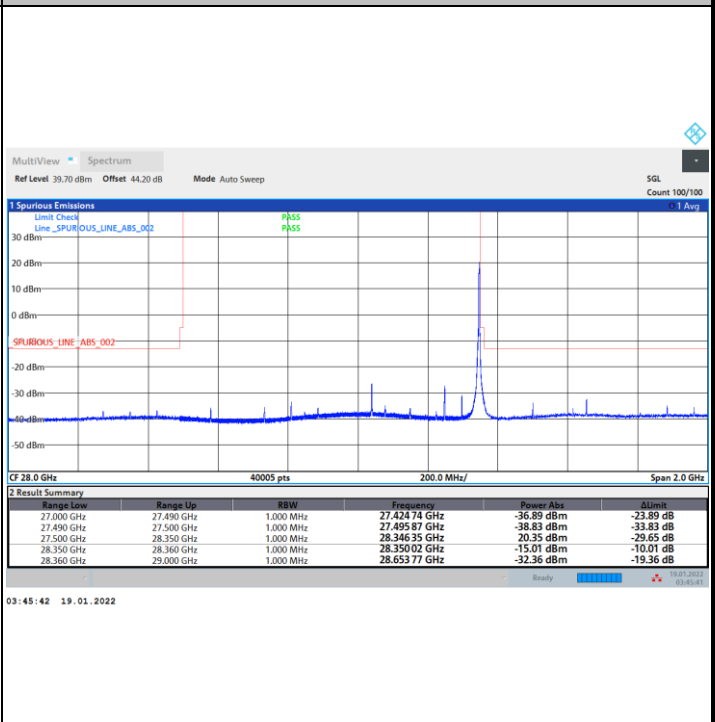 MultiView Spectrum
Ref Level 39.70 dBm Offset 44.20 dB Mode Auto Sweep SGL
Count 100/100
1 Spurious Emissions 1 Avg
Limit Check PASS
Line _SPURIOUS_LINE_ABS_002 PASS
30 dBm
20 dBm
10 dBm
0 dBm
_SPURIOUS_LINE_ABS_002
-20 dBm
-30 dBm
-40 dBm
-50 dBm
CF 28.0 GHz 40005 pts 200.0 MHz/ Span 2.0 GHz
2 Result Summary
Range Low Range Up RBW Frequency Power Abs ΔLimit
27.000 GHz 27.490 GHz 1.000 MHz 27.424 74 GHz -36.89 dBm -23.89 dB
27.490 GHz 27.500 GHz 1.000 MHz 27.495 87 GHz -38.83 dBm -33.83 dB
27.500 GHz 28.350 GHz 1.000 MHz 28.346 35 GHz 20.35 dBm -29.65 dB
28.350 GHz 28.360 GHz 1.000 MHz 28.350 02 GHz -15.01 dBm -10.01 dB
28.360 GHz 29.000 GHz 1.000 MHz 28.653 77 GHz -32.36 dBm -19.36 dB
Ready 19.01.2022
03:45:41
03:45:42 19.01.2022